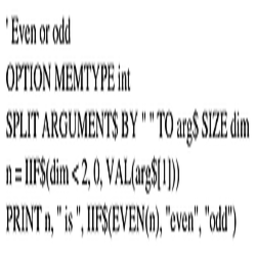 ' Even or odd
OPTION MEMTYPE int
SPLIT ARGUMENT$ BY " " TO arg$ SIZE dim
n = IIF$(dim < 2, 0, VAL(arg$[1]))
PRINT n, " is ", IIF$(EVEN(n), "even", "odd")